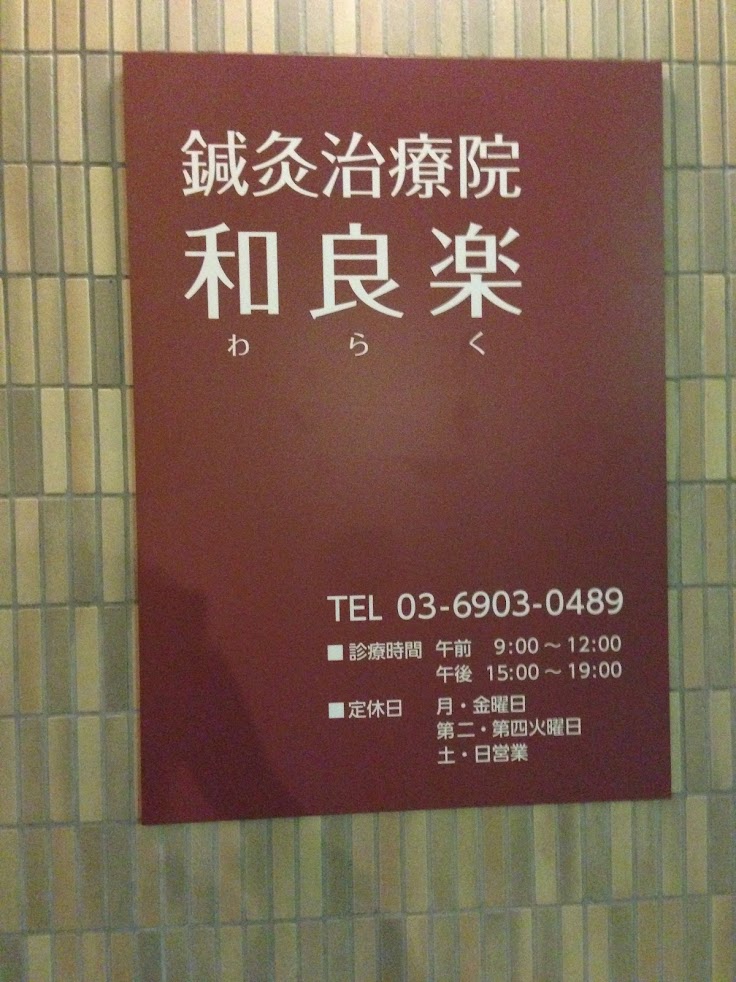 鍼灸治療院
和良楽
わらく
TEL 03-6903-0489
■診療時間 午前 9:00～12:00
午後 15:00～19:00
■定休日 月・金曜日
第二・第四火曜日
土・日営業